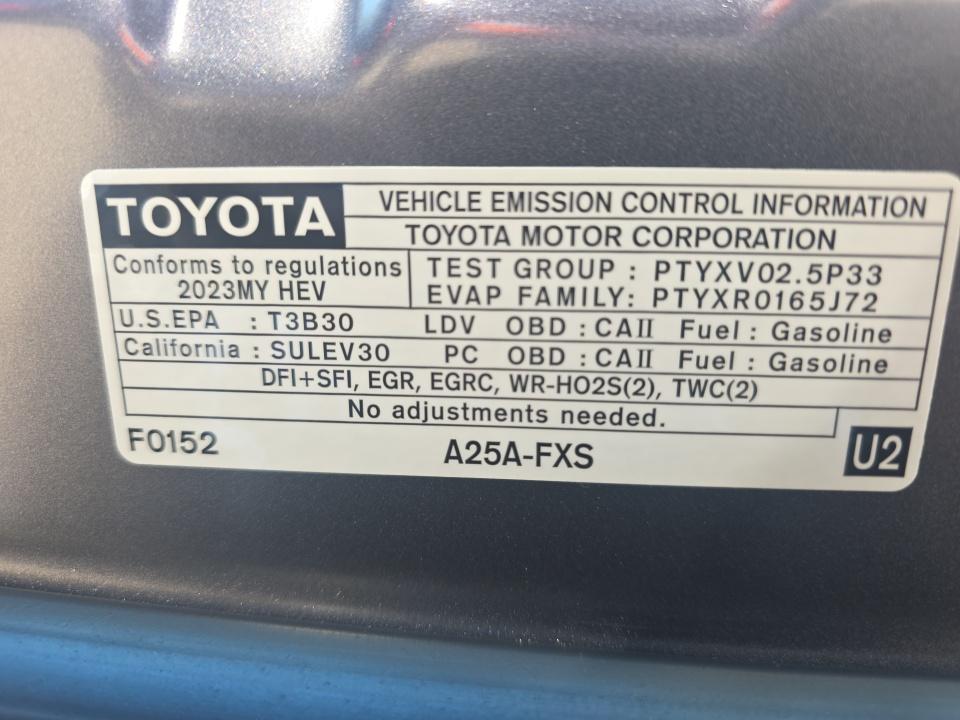 TOYOTA
VEHICLE EMISSION CONTROL INFORMATION
TOYOTA MOTOR CORPORATION
Conforms to regulations
2023MY HEV
TEST GROUP : PTYXV02.5P33
EVAP FAMILY: PTYXR0165J72
U.S.EPA : T3B30 LDV OBD : CAII Fuel : Gasoline
California : SULEV30 PC OBD : CAII Fuel : Gasoline
DFI+SFI, EGR, EGRC, WR-HO2S(2), TWC(2)
No adjustments needed.
F0152 A25A-FXS U2